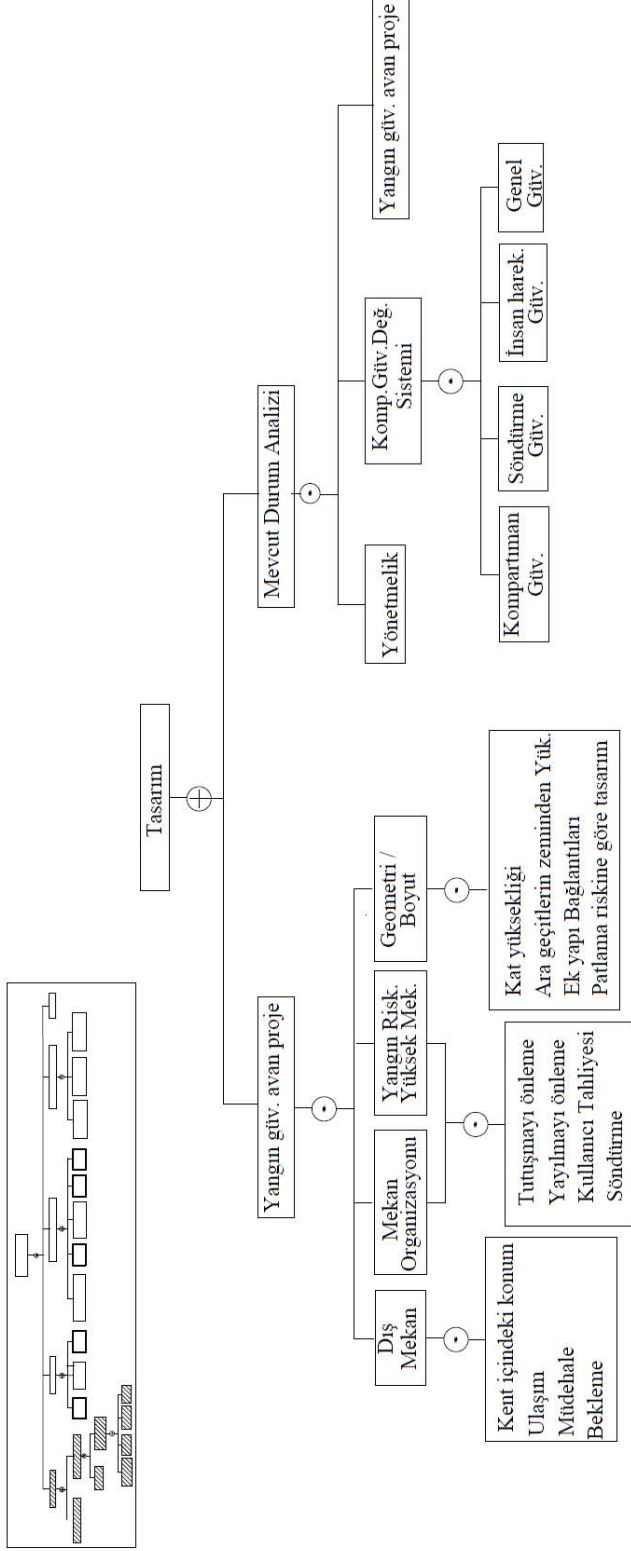 Tasarım
Yangın güv. avan proje
Mevcut Durum Analizi
Dış
Mekan
Mekan
Organizasyonu
Yangın Risk.
Yüksek Mek.
Geometri /
Boyut
Yönetmelik
Komp.Güv.Değ.
Sistemi
Yangın güv. avan proje
Kent içindeki konum
Ulaşım
Müdehale
Bekleme
Tutuşmayı önleme
Yayılmayı önleme
Kullanıcı Tahliyesi
Söndürme
Kat yüksekliği
Ara geçitlerin zeminden Yük.
Ek yapı Bağlantıları
Patlama riskine göre tasarım
Kompartıman
Güv.
Söndürme
Güv.
İnsan harek.
Güv.
Genel
Güv.